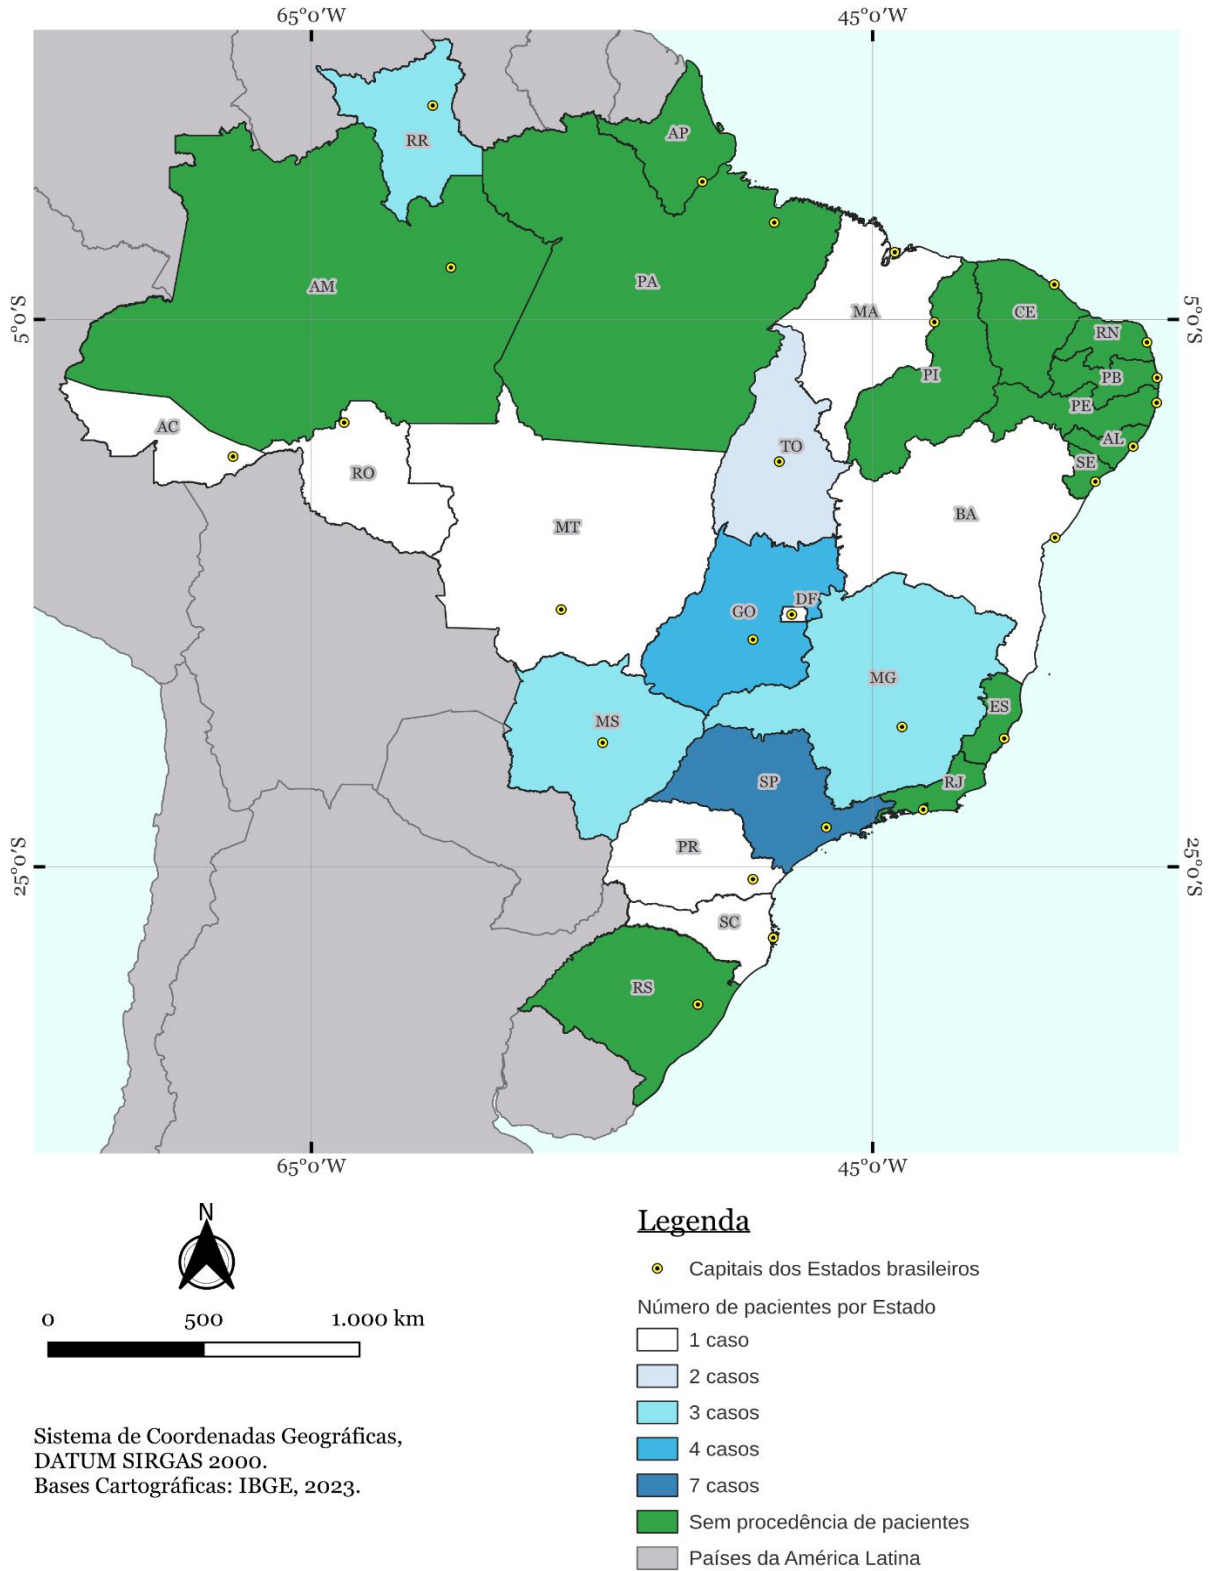 65°0'W 45°0'W
RR
AP
AM
PA
5°0'S 5°0'S
MA
CE
RN
PI
PB
PE
AC
AL
TO
SE
RO
BA
MT
DF
GO
MG
ES
MS
SP
RJ
PR
25°0'S 25°0'S
SC
RS
65°0'W 45°0'W
N
0 500 1.000 km
Sistema de Coordenadas Geográficas,
DATUM SIRGAS 2000.
Bases Cartográficas: IBGE, 2023.
Legenda
Capitais dos Estados brasileiros
Número de pacientes por Estado
1 caso
2 casos
3 casos
4 casos
7 casos
Sem procedência de pacientes
Países da América Latina